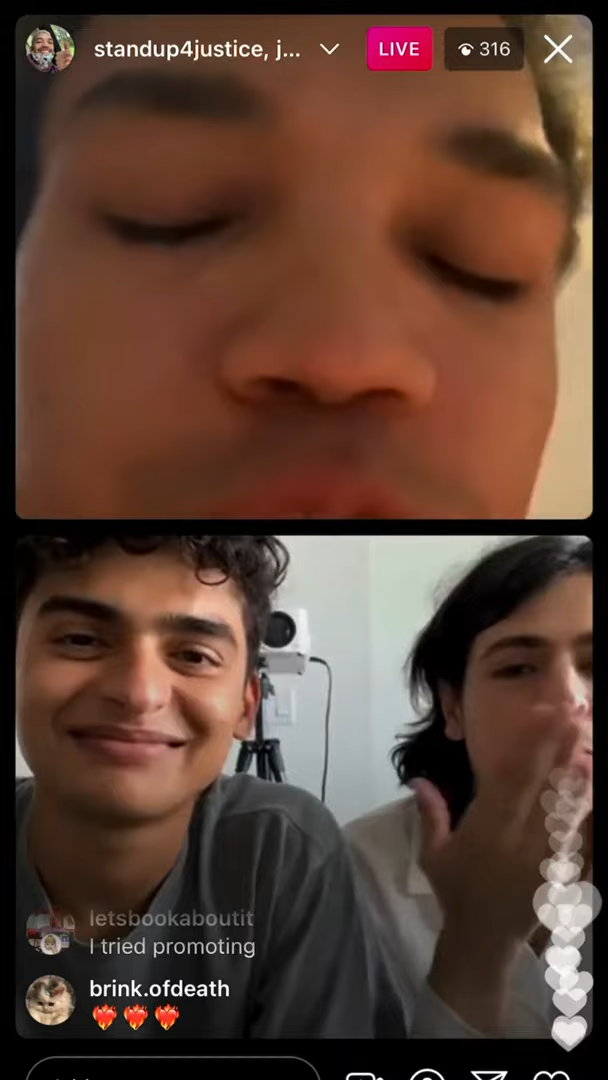 standup4justice, j...
LIVE
316
letsbookaboutit
I tried promoting
brink.ofdeath